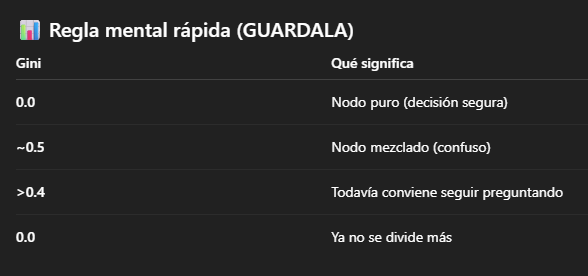 📊 Regla mental rápida (GUARDALA)
Gini Qué significa
0.0 Nodo puro (decisión segura)
~0.5 Nodo mezclado (confuso)
>0.4 Todavía conviene seguir preguntando
0.0 Ya no se divide más